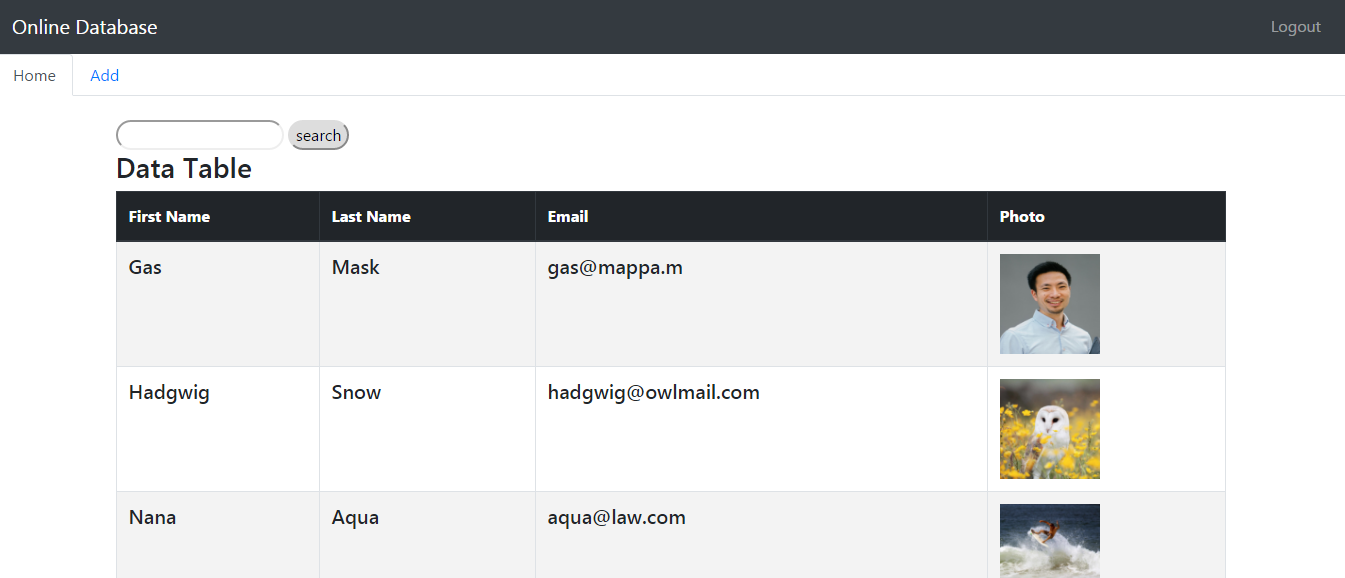 Online Database Logout
Home Add
search
Data Table
First Name Last Name Email Photo
Gas Mask gas@mappa.m
Hadgwig Snow hadgwig@owlmail.com
Nana Aqua aqua@law.com